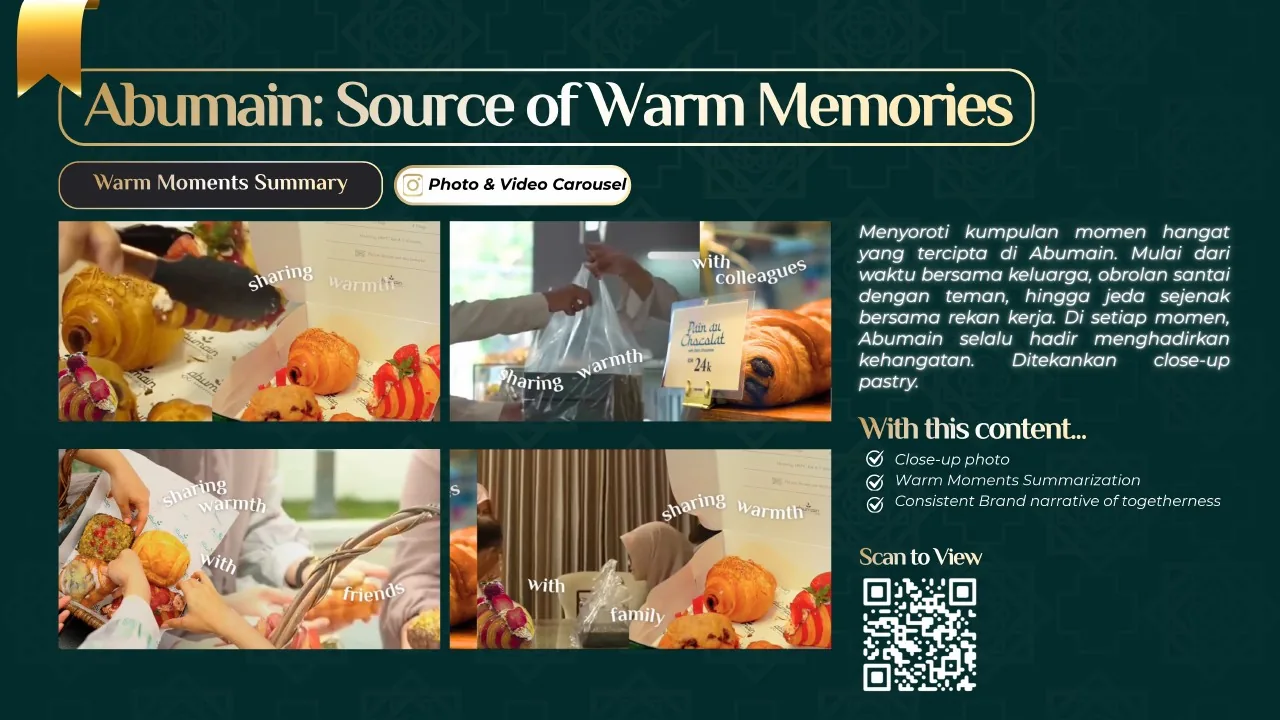 Abumain: Source of Warm Memories
Warm Moments Summary
Photo & Video Carousel
sharing
warmth
with
colleagues
Pain au
Chocolat
24k
sharing
warmth
sharing
warmth
with
friends
sharing
warmth
with
family
Menyoroti kumpulan momen hangat
yang tercipta di Abumain. Mulai dari
waktu bersama keluarga, obrolan santai
dengan teman, hingga jeda sejenak
bersama rekan kerja. Di setiap momen,
Abumain selalu hadir menghadirkan
kehangatan. Ditekankan close-up
pastry.
With this content...
Close-up photo
Warm Moments Summarization
Consistent Brand narrative of togetherness
Scan to View